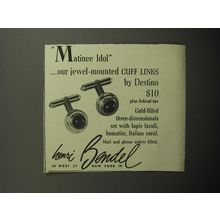 "Matinee Idol"
...our jewel-mounted CUFF LINKS
by Destino
$10
plus federal tax
Gold-filled
three-dimensionals
set with lapis lazuli,
hematite, Italian coral.
Mail and phone orders filled.
henri Bendel
10 WEST 57 NEW YORK 19